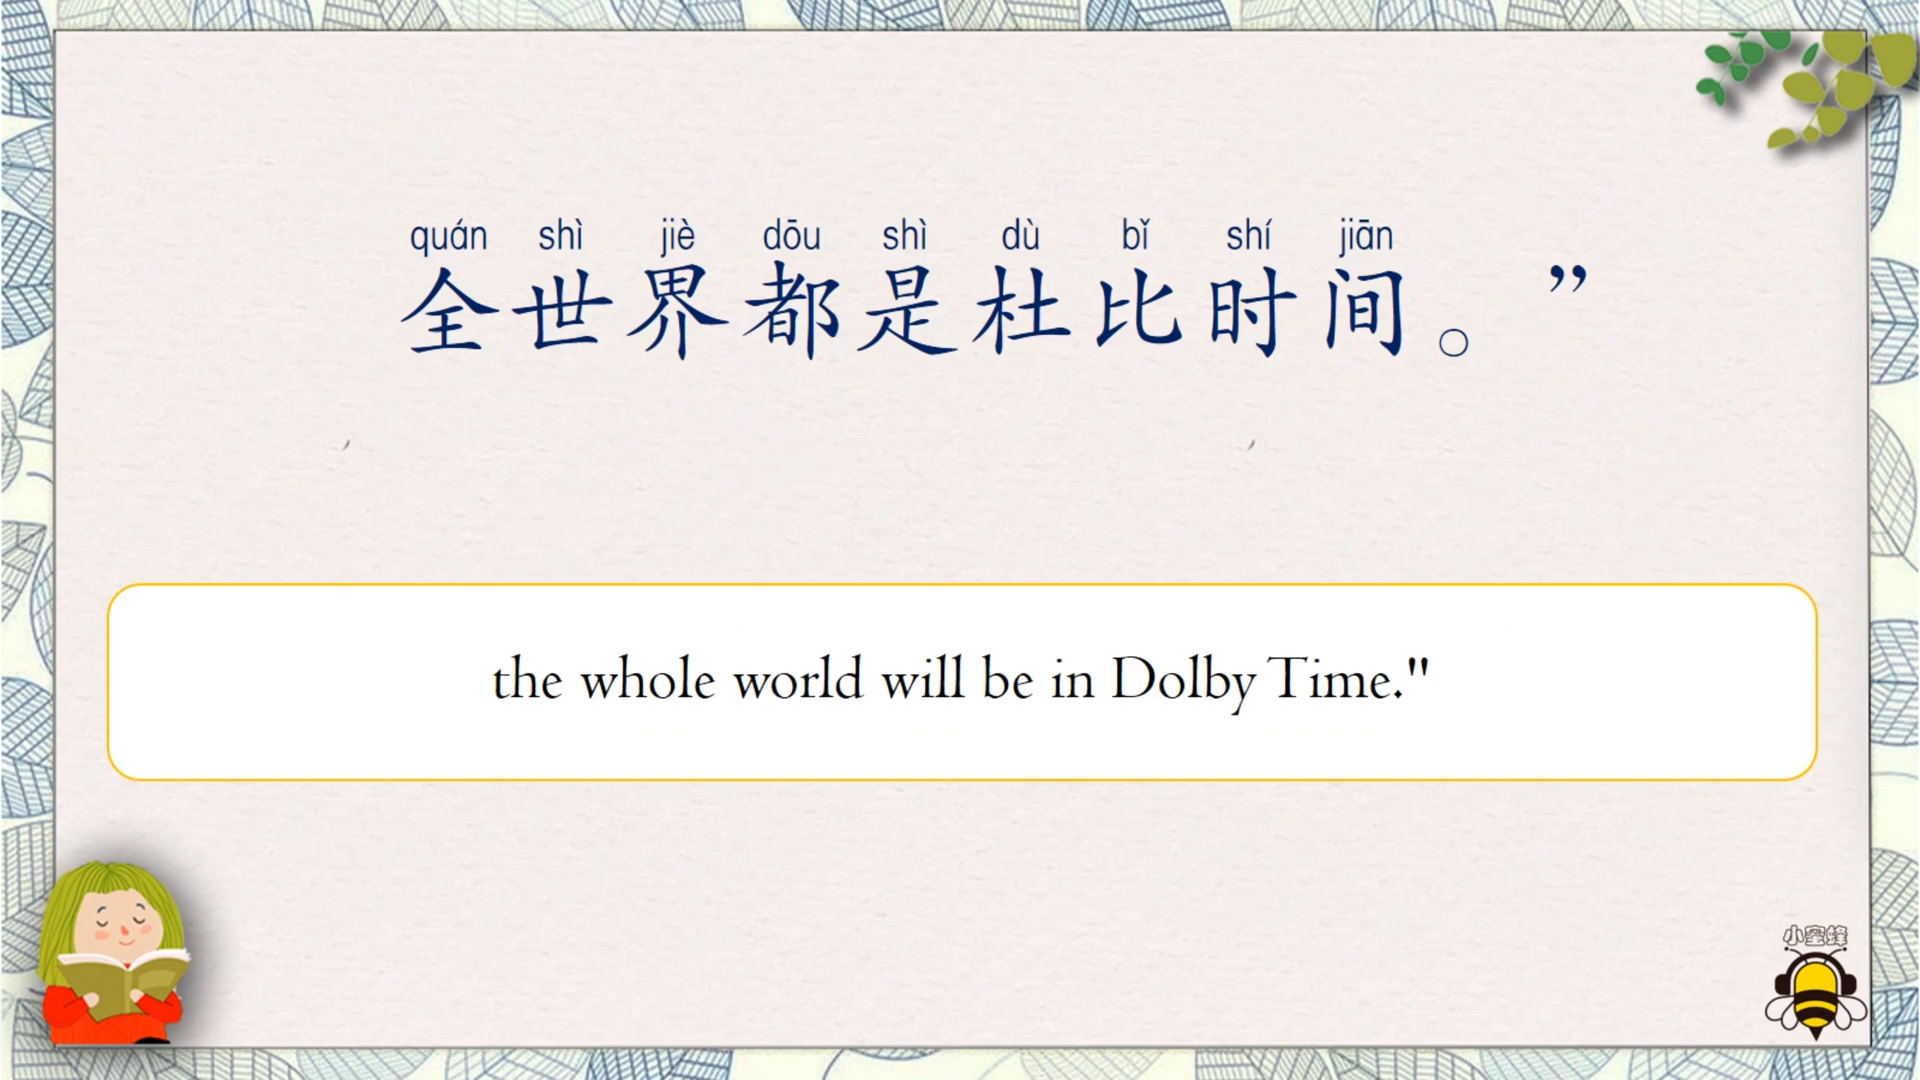 quán shì jiè dōu shì dù bǐ shí jiān
全世界都是杜比时间。”
the whole world will be in Dolby Time."
小蜜蜂